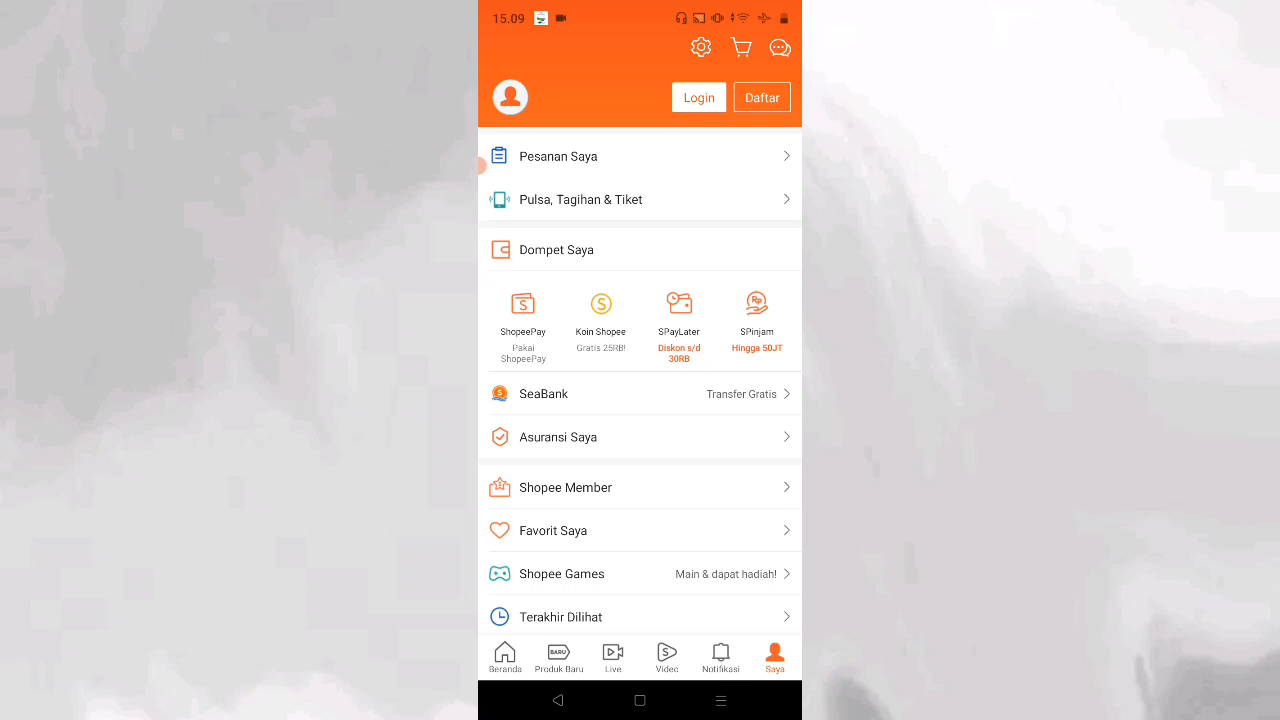 15.09
Login
Daftar
Pesanan Saya
Pulsa, Tagihan & Tiket
Dompet Saya
ShopeePay
Koin Shopee
SPayLater
SPinjam
Pakai ShopeePay
Gratis 25RB!
Diskon s/d 30RB
Hingga 50JT
SeaBank
Transfer Gratis
Asuransi Saya
Shopee Member
Favorit Saya
Shopee Games
Main & dapat hadiah!
Terakhir Dilihat
BARU
Beranda
Produk Baru
Live
Video
Notifikasi
Saya